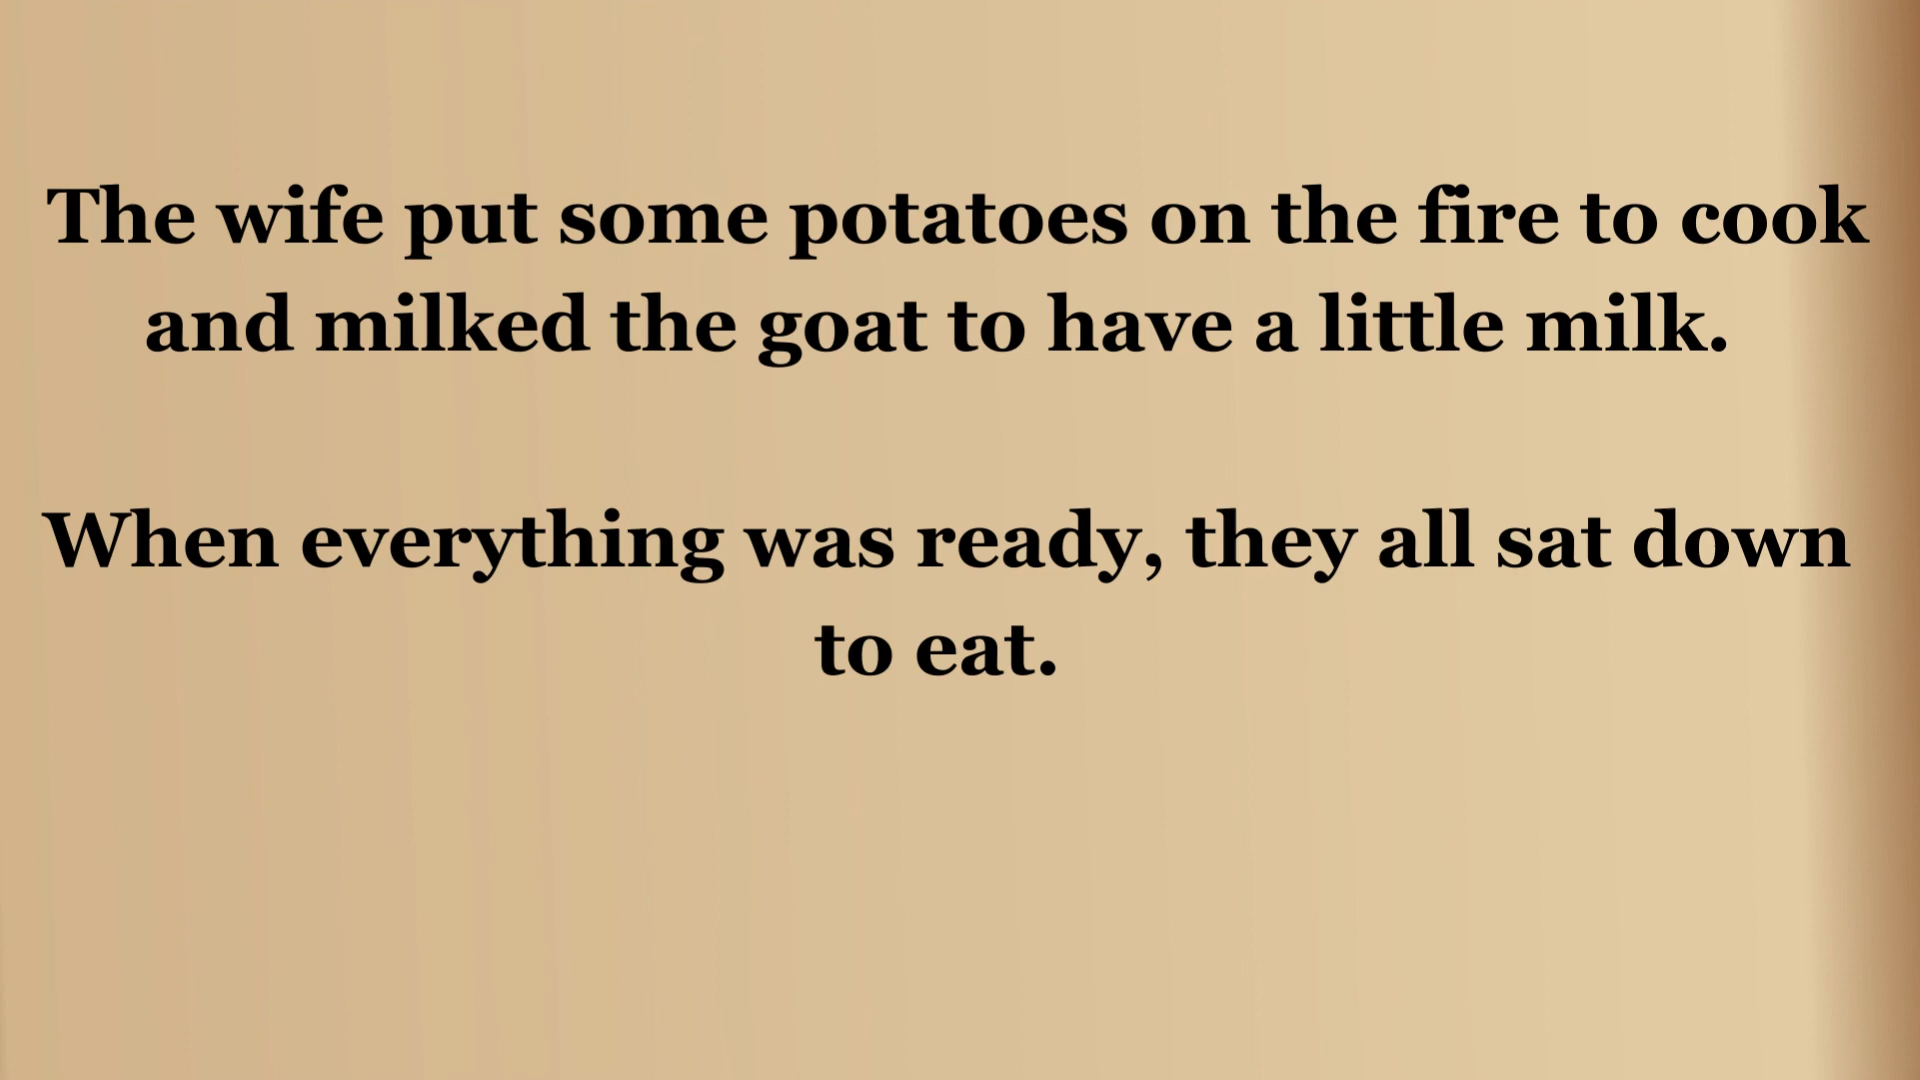 The wife put some potatoes on the fire to cook
and milked the goat to have a little milk.
When everything was ready, they all sat down
to eat.